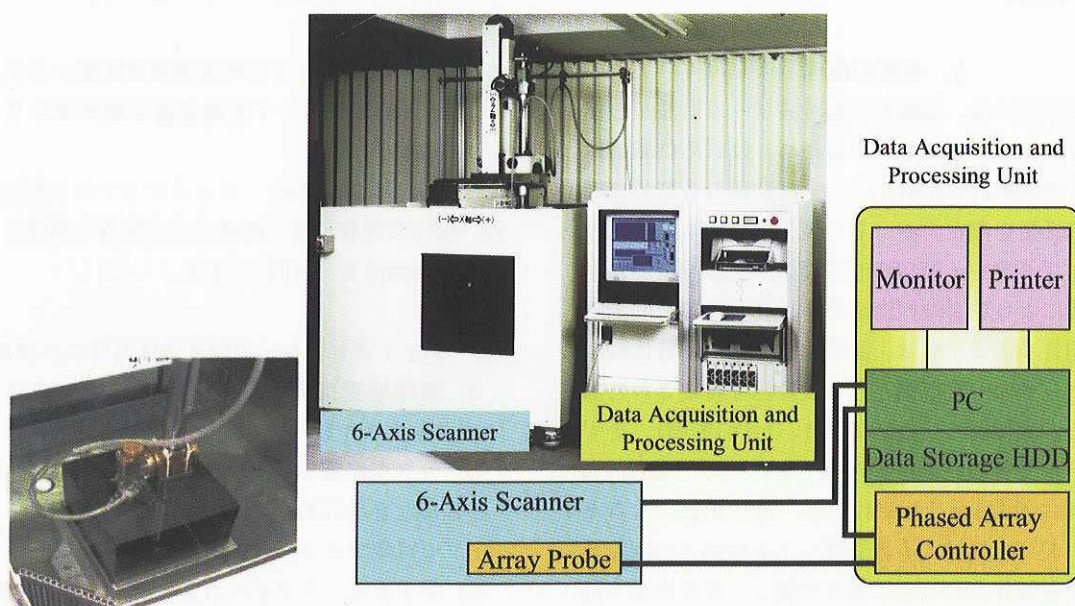 (-)⇦X⇨(+)
6-Axis Scanner
Data Acquisition and
Processing Unit
Data Acquisition and
Processing Unit
Monitor
Printer
PC
Data Storage HDD
Phased Array
Controller
6-Axis Scanner
Array Probe